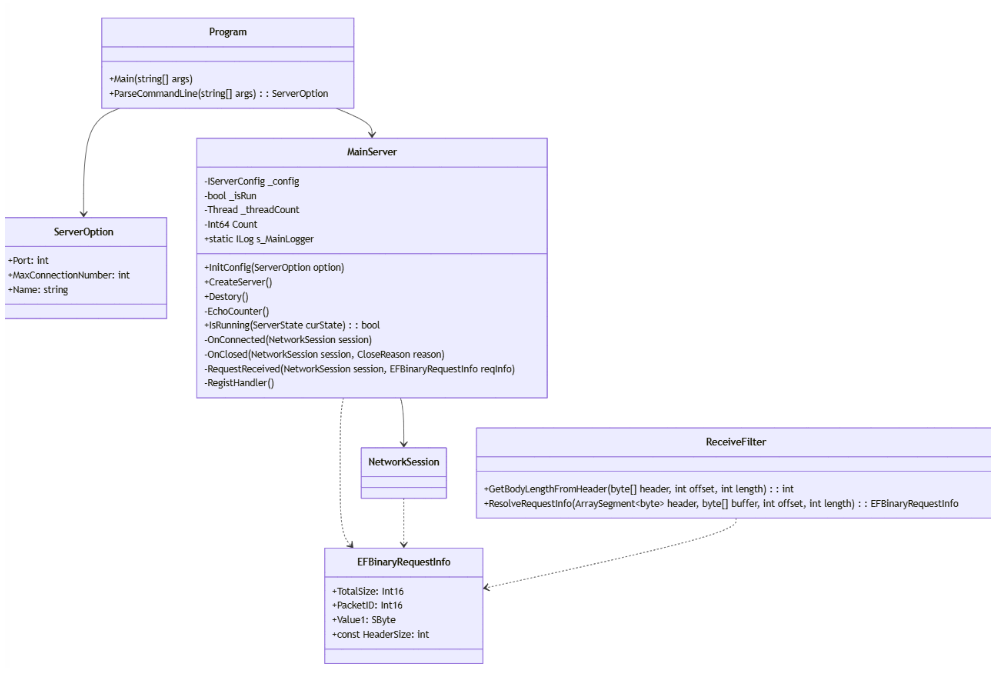 Program
+Main(string[] args)
+ParseCommandLine(string[] args) : : ServerOption
MainServer
-IServerConfig _config
-bool _isRun
-Thread _threadCount
-Int64 Count
+static ILog s_MainLogger
+InitConfig(ServerOption option)
+CreateServer()
+Destory()
-EchoCounter()
+IsRunning(ServerState curState) : : bool
-OnConnected(NetworkSession session)
-OnClosed(NetworkSession session, CloseReason reason)
-RequestReceived(NetworkSession session, EFBinaryRequestInfo reqInfo)
-RegistHandler()
ServerOption
+Port: int
+MaxConnectionNumber: int
+Name: string
NetworkSession
ReceiveFilter
+GetBodyLengthFromHeader(byte[] header, int offset, int length) : : int
+ResolveRequestInfo(ArraySegment<byte> header, byte[] buffer, int offset, int length) : : EFBinaryRequestInfo
EFBinaryRequestInfo
+TotalSize: Int16
+PacketID: Int16
+Value1: SByte
+const HeaderSize: int